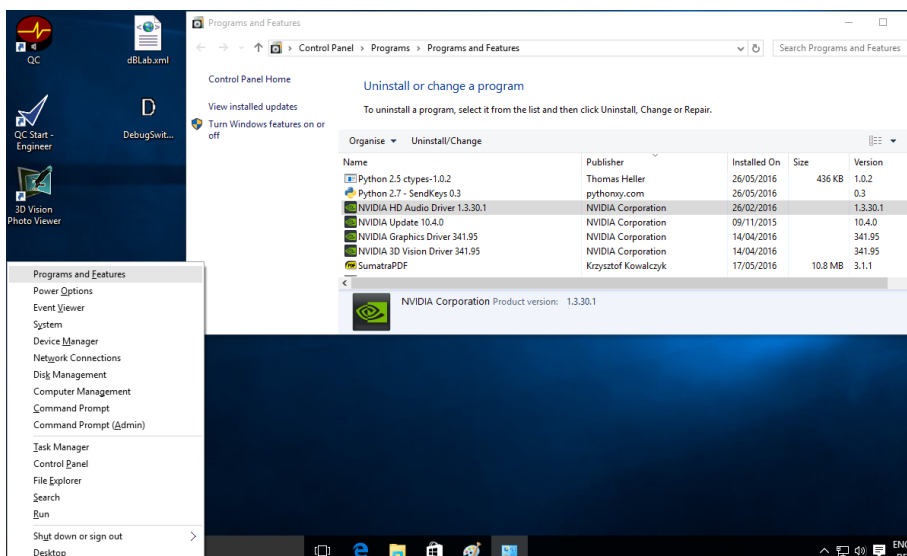 QC
dBLab.xml
QC Start -
Engineer
DebugSwit...
3D Vision
Photo Viewer
Programs and Features
Control Panel > Programs > Programs and Features
Search Programs and Features
Control Panel Home
View installed updates
Turn Windows features on or
off
Uninstall or change a program
To uninstall a program, select it from the list and then click Uninstall, Change or Repair.
Organise Uninstall/Change
Name Publisher Installed On Size Version
Python 2.5 ctypes-1.0.2 Thomas Heller 26/05/2016 436 KB 1.0.2
Python 2.7 - SendKeys 0.3 pythonxy.com 26/05/2016 0.3
NVIDIA HD Audio Driver 1.3.30.1 NVIDIA Corporation 26/02/2016 1.3.30.1
NVIDIA Update 10.4.0 NVIDIA Corporation 09/11/2015 10.4.0
NVIDIA Graphics Driver 341.95 NVIDIA Corporation 14/04/2016 341.95
NVIDIA 3D Vision Driver 341.95 NVIDIA Corporation 14/04/2016 341.95
SumatraPDF Krzysztof Kowalczyk 17/05/2016 10.8 MB 3.1.1
NVIDIA Corporation Product version: 1.3.30.1
Programs and Features
Power Options
Event Viewer
System
Device Manager
Network Connections
Disk Management
Computer Management
Command Prompt
Command Prompt (Admin)
Task Manager
Control Panel
File Explorer
Search
Run
Shut down or sign out
Desktop
ENG